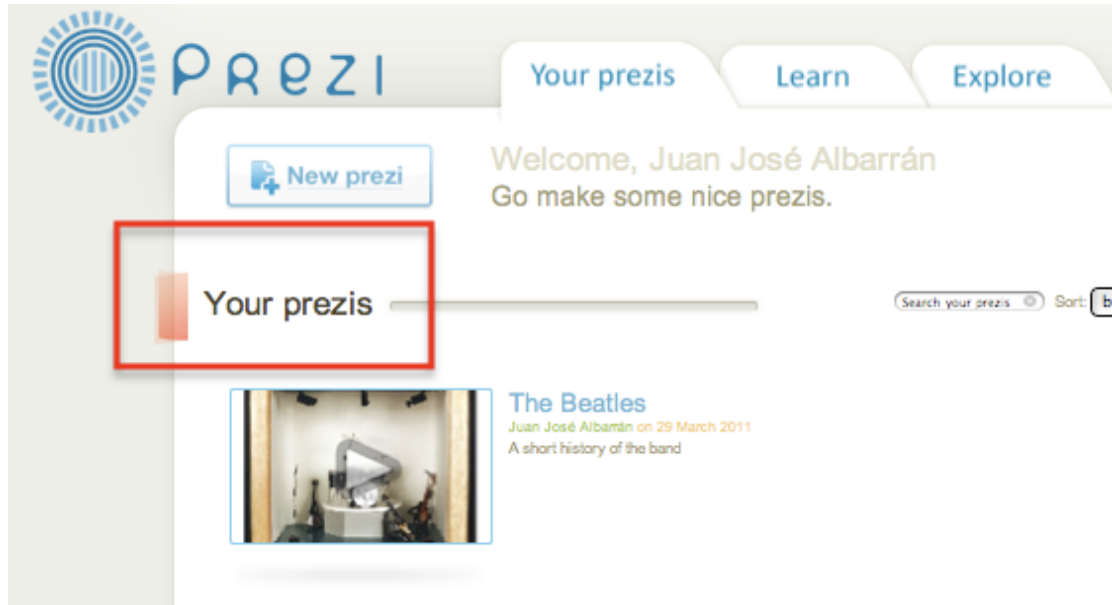 PRezI
Your prezis
Learn
Explore
New prezi
Welcome, Juan José Albarrán
Go make some nice prezis.
Your prezis
Search your prezis
Sort: b
The Beatles
Juan José Albarrán on 29 March 2011
A short history of the band